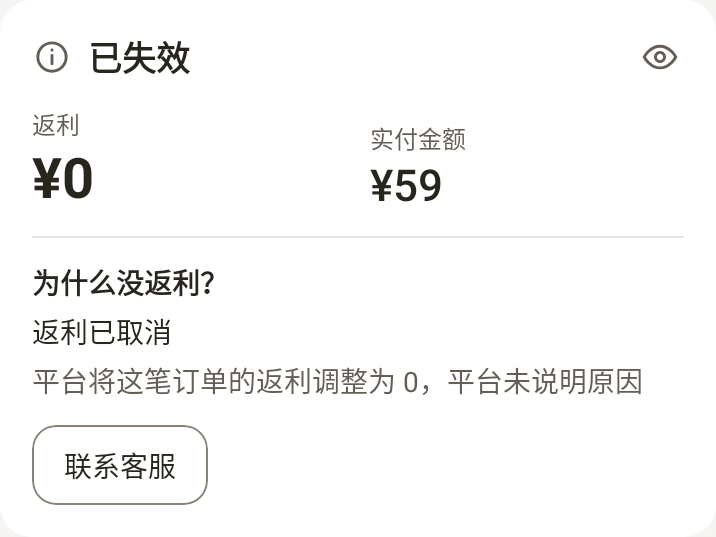 已失效
返利
¥0
实付金额
¥59
为什么没返利？
返利已取消
平台将这笔订单的返利调整为 0，平台未说明原因
联系客服